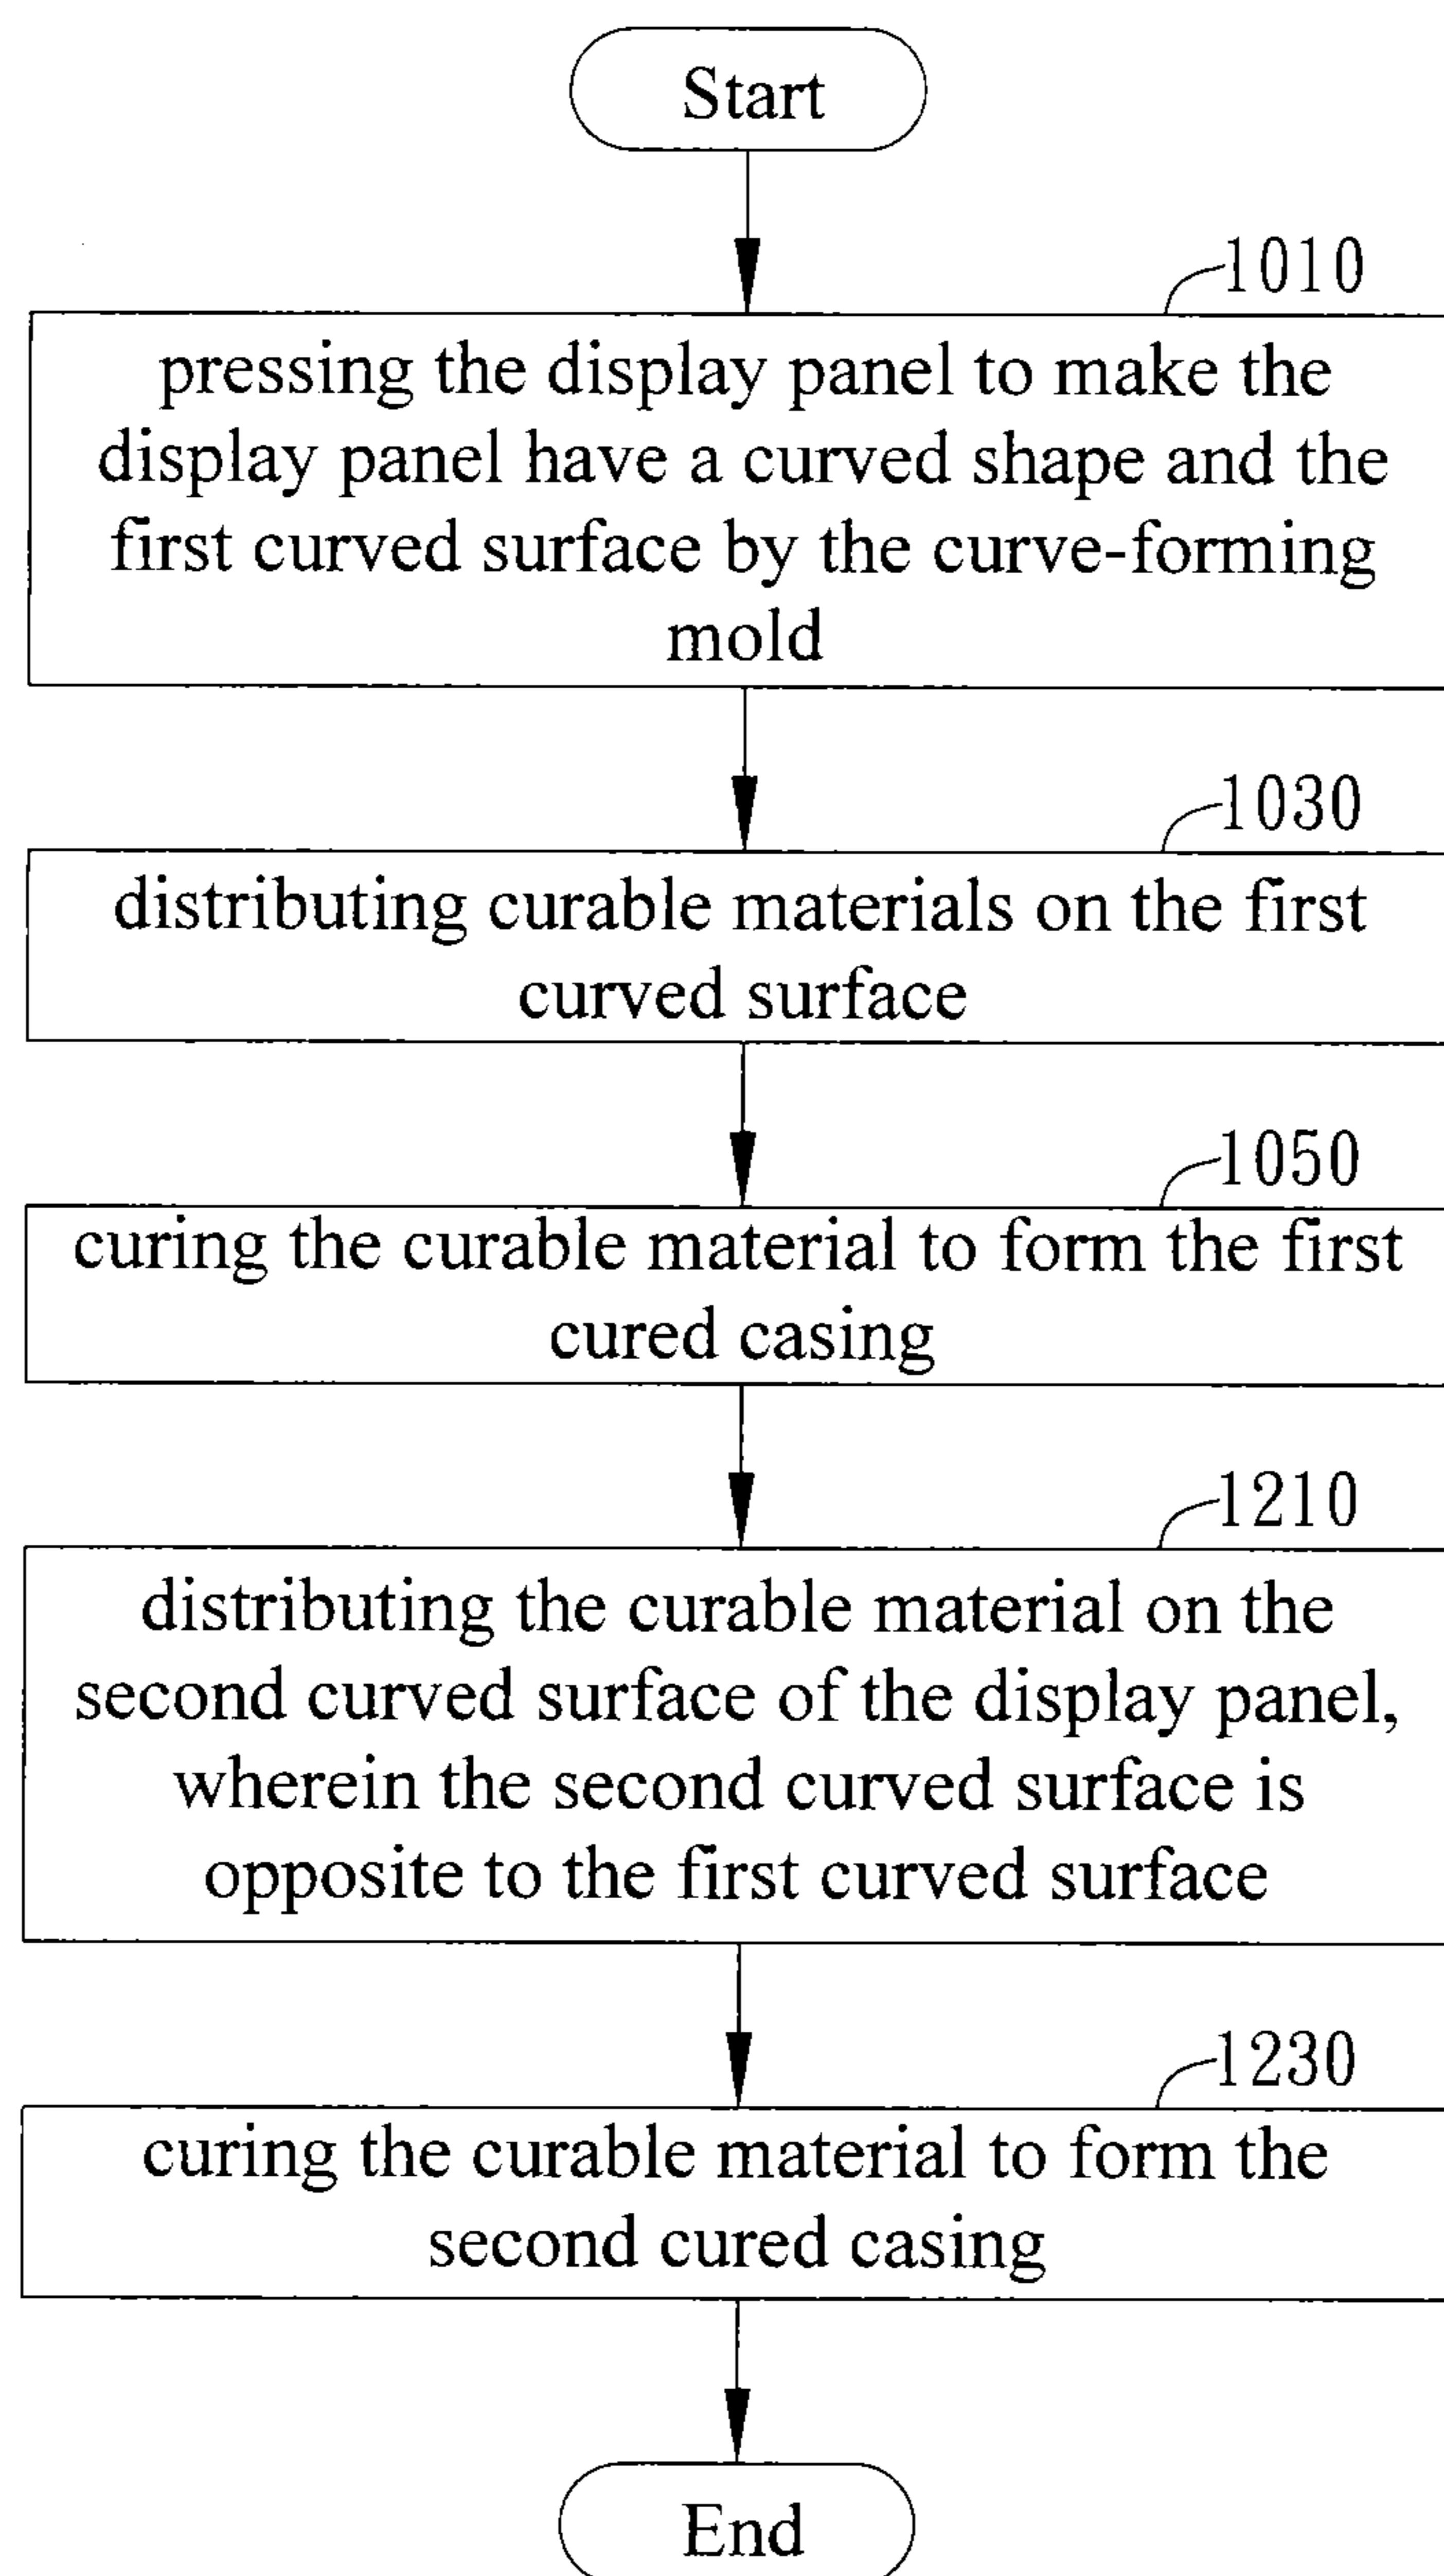 Start
1010
pressing the display panel to make the
display panel have a curved shape and the
first curved surface by the curve-forming
mold
1030
distributing curable materials on the first
curved surface
1050
curing the curable material to form the first
cured casing
1210
distributing the curable material on the
second curved surface of the display panel,
wherein the second curved surface is
opposite to the first curved surface
1230
curing the curable material to form the
second cured casing
End